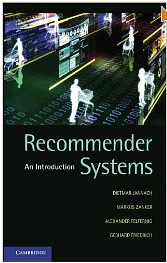 Recommender
An Introduction Systems
DIETMAR JANNACH
MARKUS ZANKER
ALEXANDER FELFERNIG
GERHARD FRIEDRICH
CAMBRIDGE